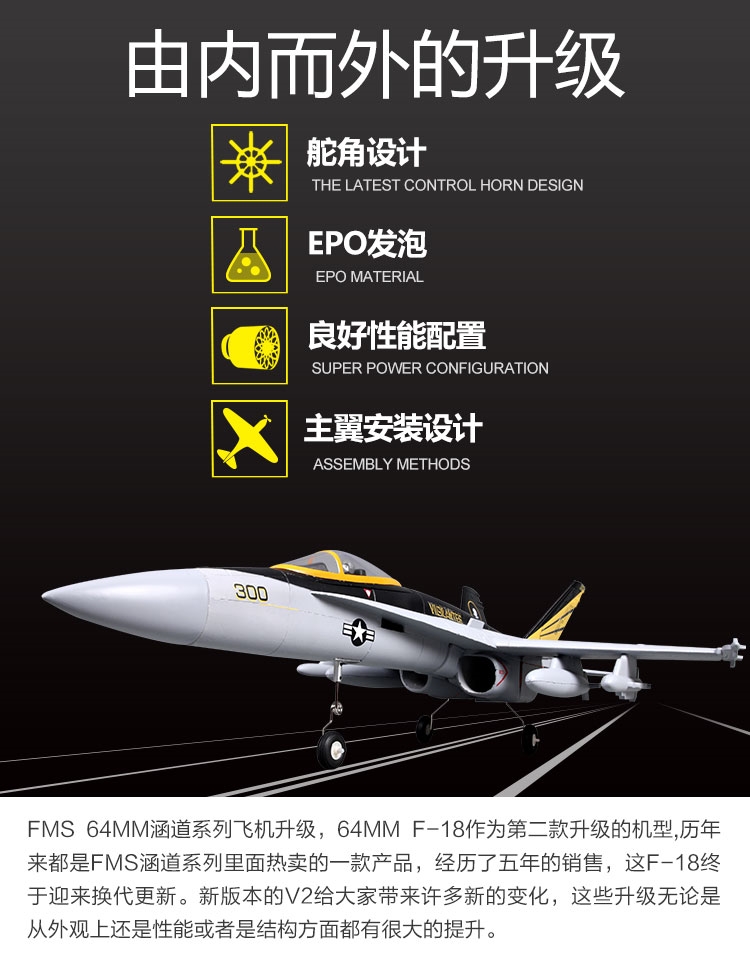 由内而外的升级
舵角设计
THE LATEST CONTROL HORN DESIGN
EPO发泡
EPO MATERIAL
良好性能配置
SUPER POWER CONFIGURATION
主翼安装设计
ASSEMBLY METHODS
300
VIGILANTES
FMS 64MM涵道系列飞机升级，64MM F-18作为第二款升级的机型,历年
来都是FMS涵道系列里面热卖的一款产品，经历了五年的销售，这F-18终
于迎来换代更新。新版本的V2给大家带来许多新的变化，这些升级无论是
从外观上还是性能或者是结构方面都有很大的提升。